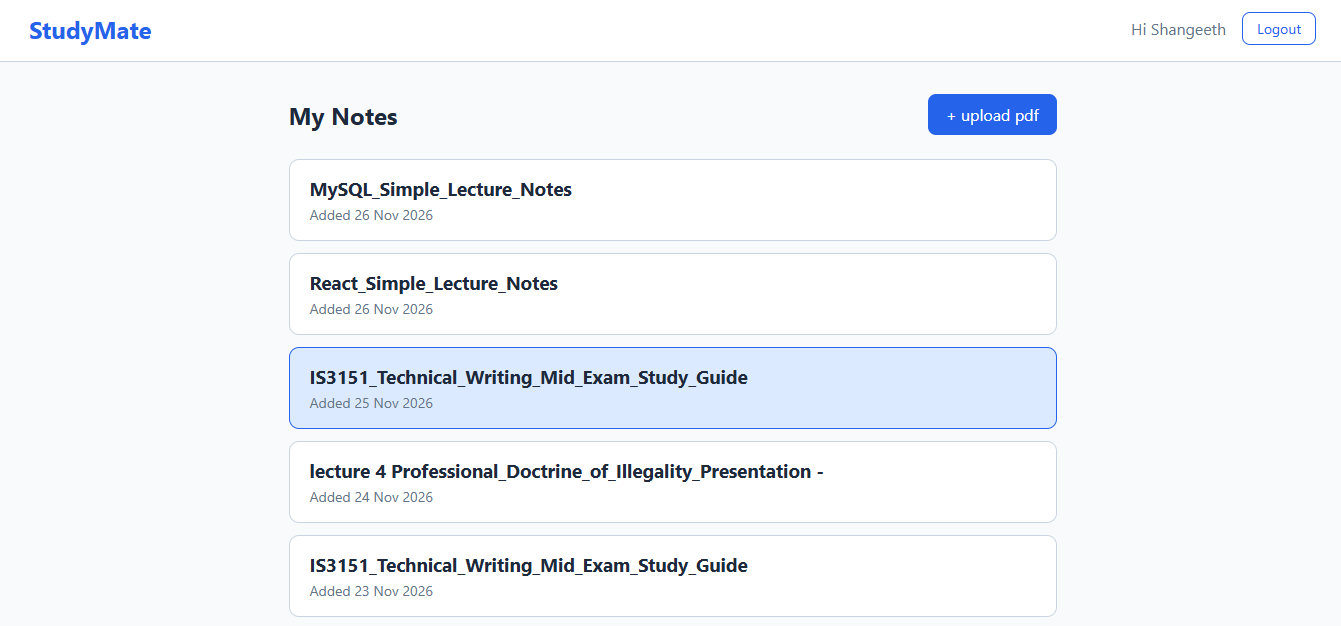 StudyMate
Hi Shangeeth
Logout
My Notes
+ upload pdf
MySQL_Simple_Lecture_Notes
Added 26 Nov 2026
React_Simple_Lecture_Notes
Added 26 Nov 2026
IS3151_Technical_Writing_Mid_Exam_Study_Guide
Added 25 Nov 2026
lecture 4 Professional_Doctrine_of_Illegality_Presentation -
Added 24 Nov 2026
IS3151_Technical_Writing_Mid_Exam_Study_Guide
Added 23 Nov 2026